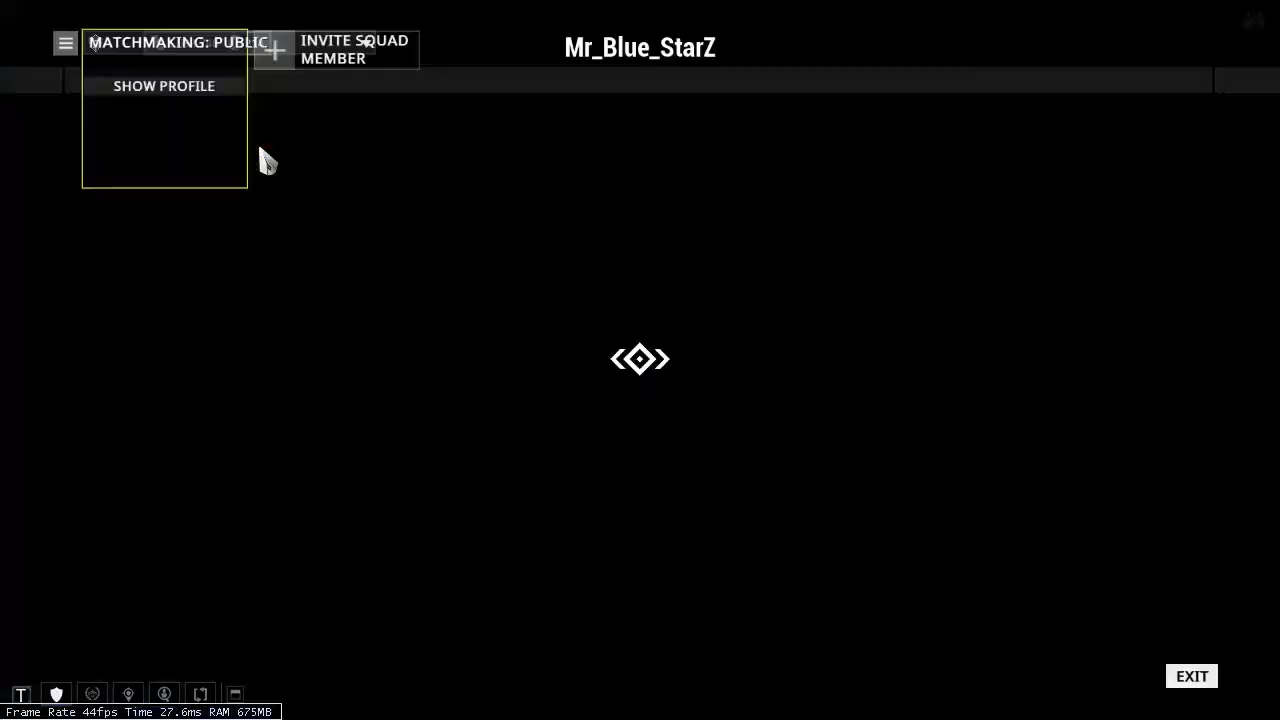 MATCHMAKING: PUBLIC
INVITE SQUAD
MEMBER
Mr_Blue_StarZ
SHOW PROFILE
EXIT
T
Frame Rate 44fps Time 27.6ms RAM 675MB